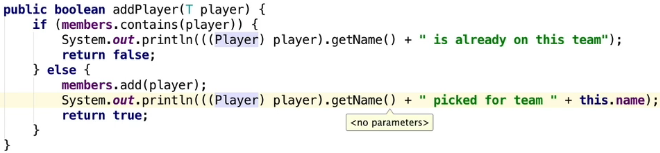 public boolean addPlayer(T player) {
    if (members.contains(player)) {
        System.out.println(((Player) player).getName() + " is already on this team");
        return false;
    } else {
        members.add(player);
        System.out.println(((Player) player).getName() + " picked for team " + this.name);
        return true;
<no parameters>
    }
}